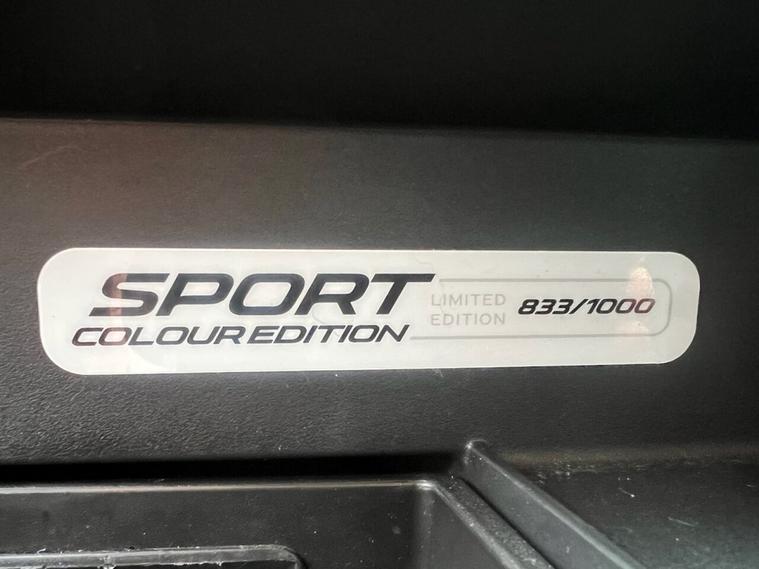 SPORT
COLOUR EDITION
LIMITED
EDITION
833/1000